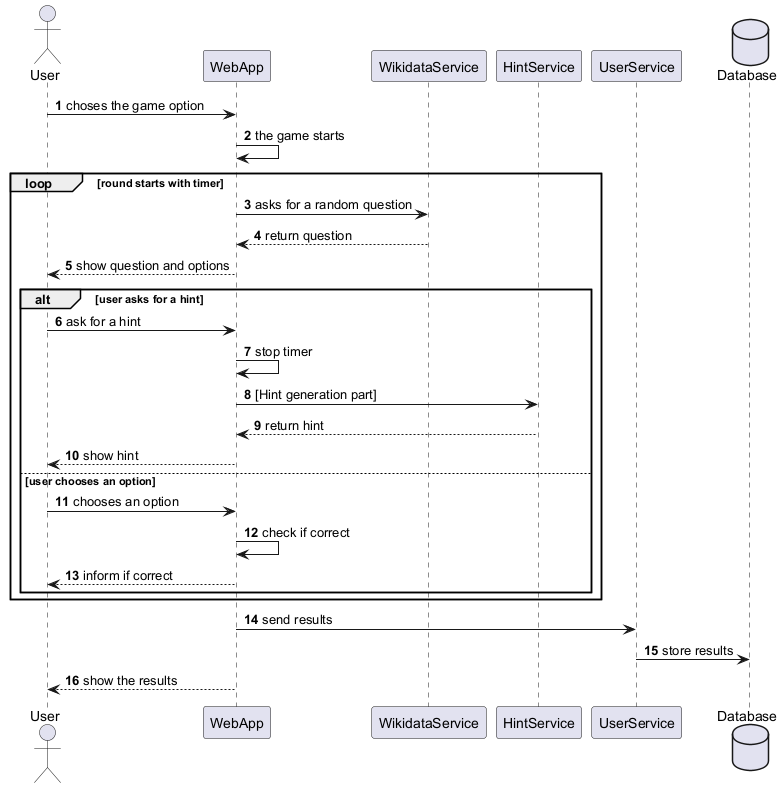 User
WebApp
WikidataService
HintService
UserService
Database
1 choses the game option
2 the game starts
loop [round starts with timer]
3 asks for a random question
4 return question
5 show question and options
alt [user asks for a hint]
6 ask for a hint
7 stop timer
8 [Hint generation part]
9 return hint
10 show hint
[user chooses an option]
11 chooses an option
12 check if correct
13 inform if correct
14 send results
15 store results
16 show the results
User
WebApp
WikidataService
HintService
UserService
Database